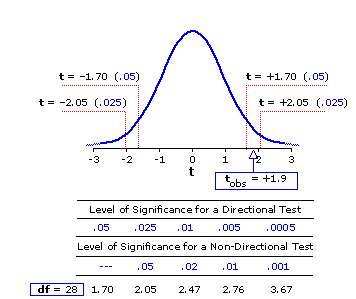 t = -1.70 (.05) t = +1.70 (.05)
t = -2.05 (.025) t = +2.05 (.025)
-3 -2 -1 0 1 2 3
t
tobs = +1.9
Level of Significance for a Directional Test
.05 .025 .01 .005 .0005
Level of Significance for a Non-Directional Test
--- .05 .02 .01 .001
df = 28 1.70 2.05 2.47 2.76 3.67